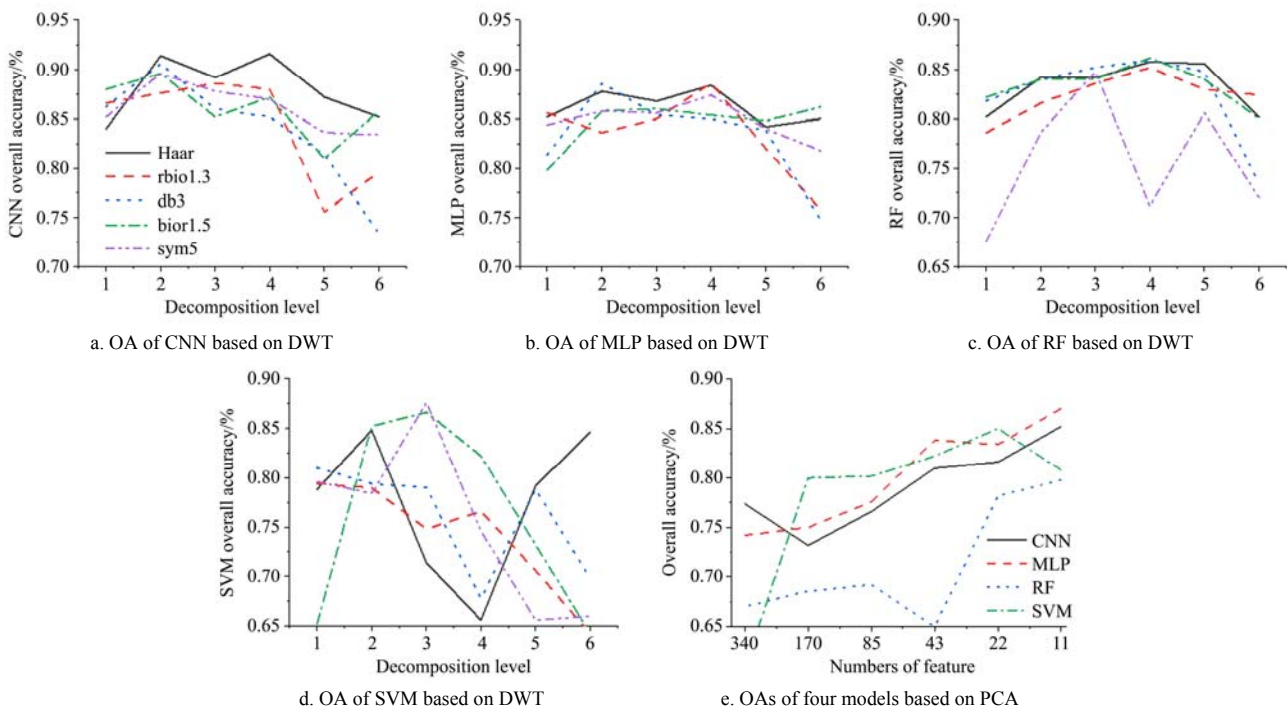 0.95
0.90
0.85
0.80
0.75
0.70
CNN overall accuracy/%
Haar
rbio1.3
db3
bior1.5
sym5
1 2 3 4 5 6
Decomposition level
a. OA of CNN based on DWT
0.95
0.90
0.85
0.80
0.75
0.70
MLP overall accuracy/%
1 2 3 4 5 6
Decomposition level
b. OA of MLP based on DWT
0.90
0.85
0.80
0.75
0.70
0.65
RF overall accuracy/%
1 2 3 4 5 6
Decomposition level
c. OA of RF based on DWT
0.90
0.85
0.80
0.75
0.70
0.65
SVM overall accuracy/%
1 2 3 4 5 6
Decomposition level
d. OA of SVM based on DWT
0.90
0.85
0.80
0.75
0.70
0.65
Overall accuracy/%
CNN
MLP
RF
SVM
340 170 85 43 22 11
Numbers of feature
e. OAs of four models based on PCA